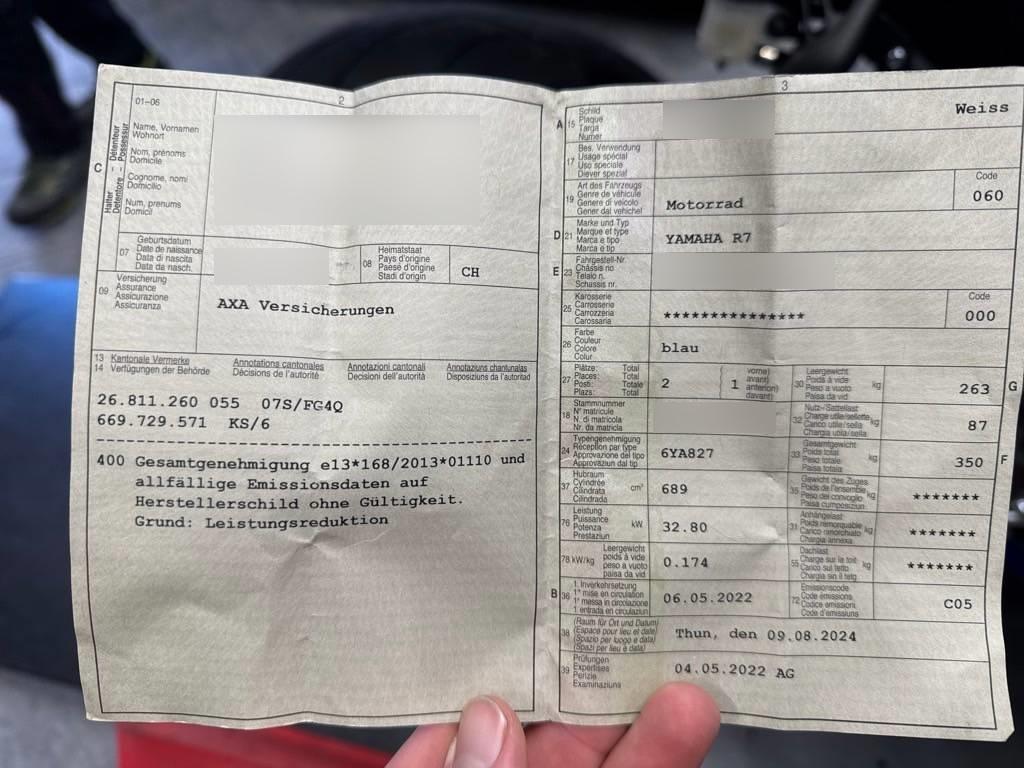 2
01-06
C
Halter – Détenteur
Detentore – Possessur
Name, Vornamen
Wohnort
Nom, prénoms
Domicile
Cognome, nomi
Domicilio
Num, prenums
Domicil
07
Geburtsdatum
Date de naissance
Data di nascita
Data da nasch.
08
Heimatstaat
Pays d'origine
Paese d'origine
Stadi d'origin
CH
09
Versicherung
Assurance
Assicurazione
Assicuranza
AXA Versicherungen
13 Kantonale Vermerke Annotations cantonales Annotazioni cantonali Annotaziuns chantunalas
14 Verfügungen der Behörde Décisions de l'autorité Decisioni dell'autorità Disposiziuns da l'autoritad
26.811.260 055 07S/FG4Q
669.729.571 KS/6
400 Gesamtgenehmigung e13*168/2013*01110 und
allfällige Emissionsdaten auf
Herstellerschild ohne Gültigkeit.
Grund: Leistungsreduktion
3
A 15
Schild
Plaque
Targa
Numer
Weiss
17
Bes. Verwendung
Usage spécial
Uso speciale
Diever spezial
19
Art des Fahrzeugs
Genre de véhicule
Genere di veicolo
Gener dal vehichel
Motorrad
Code
060
D 21
Marke und Typ
Marque et type
Marca e tipo
Marca e tip
YAMAHA R7
E 23
Fahrgestell-Nr.
Châssis no
Telaio n.
Schassis nr.
25
Karosserie
Carrosserie
Carrozzeria
Carossaria
***************
Code
000
26
Farbe
Couleur
Colore
Colur
blau
27
Plätze: Total
Places: Total
Posti: Totale
Plazs: Total
2
1
vorne)
avant)
anteriori)
davant)
30
Leergewicht
Poids à vide
Peso a vuoto
Paisa da vid
kg
263
G
18
Stammnummer
N° matricule
N. di matricola
Nr. da matricla
32
Nutz-/Sattellast
Charge utile/sellette
Carico utile/sella
Chargia utila/sella
kg
87
24
Typengenehmigung
Réception par type
Approvazione del tipo
Approvaziun dal tip
6YA827
33
Gesamtgewicht
Poids total
Peso totale
Paisa totala
kg
350
F
37
Hubraum
Cylindrée
Cilindrata
Cilindrada
cm³
689
35
Gewicht des Zuges
Poids de l'ensemble
Peso del convoglio
Paisa cumposiziun
kg
*******
76
Leistung
Puissance
Potenza
Prestaziun
kW
32.80
31
Anhängelast
Poids remorquable
Carico rimorchiato
Chargia annexa
kg
*******
78 kW/kg
Leergewicht
poids à vide
peso a vuoto
paisa da vid
0.174
55
Dachlast
Charge sur le toit
Carico sul tetto
Chargia sin il tetg
kg
*******
B 36
1. Inverkehrsetzung
1re mise en circulation
1a messa in circolazione
1. entrada en circulaziun
06.05.2022
72
Emissionscode
Code émissions
Codice emissioni
Code d'emissiuns
C05
38
(Raum für Ort und Datum)
(Espace pour lieu et date)
(Spazio per luogo e data)
(Spazi per lieu e data)
Thun, den 09.08.2024
39
Prüfungen
Expertises
Perizie
Examinaziuns
04.05.2022 AG